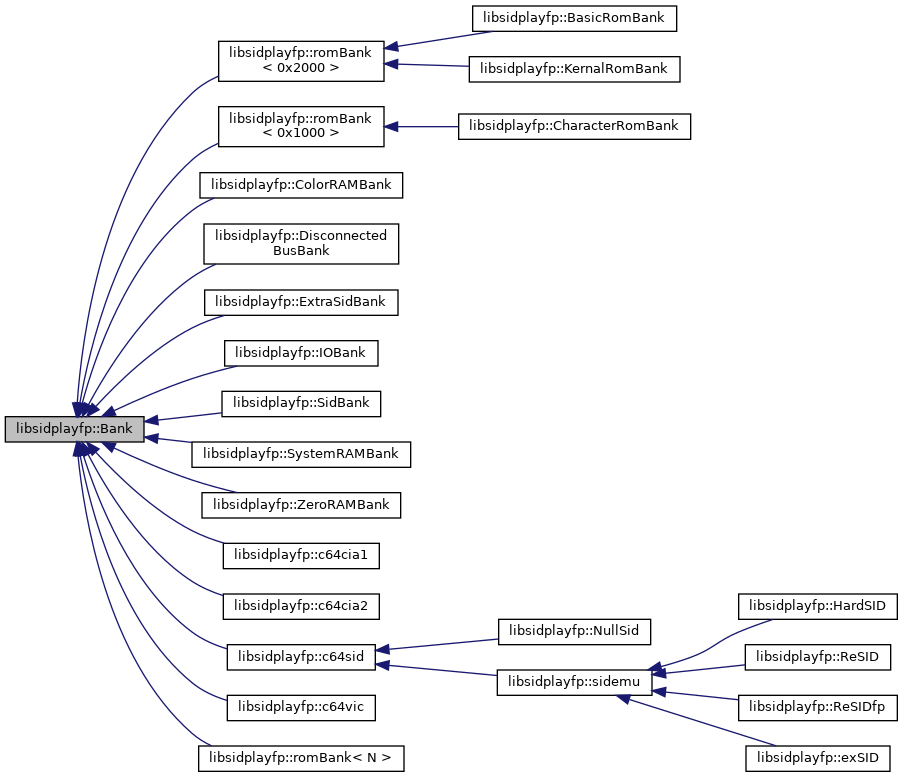 libsidplayfp::BasicRomBank
libsidplayfp::romBank
< 0x2000 >
libsidplayfp::KernalRomBank
libsidplayfp::romBank
< 0x1000 >
libsidplayfp::CharacterRomBank
libsidplayfp::ColorRAMBank
libsidplayfp::Disconnected
BusBank
libsidplayfp::ExtraSidBank
libsidplayfp::IOBank
libsidplayfp::SidBank
libsidplayfp::Bank
libsidplayfp::SystemRAMBank
libsidplayfp::ZeroRAMBank
libsidplayfp::c64cia1
libsidplayfp::c64cia2
libsidplayfp::HardSID
libsidplayfp::NullSid
libsidplayfp::c64sid
libsidplayfp::ReSID
libsidplayfp::sidemu
libsidplayfp::c64vic
libsidplayfp::ReSIDfp
libsidplayfp::romBank< N >
libsidplayfp::exSID